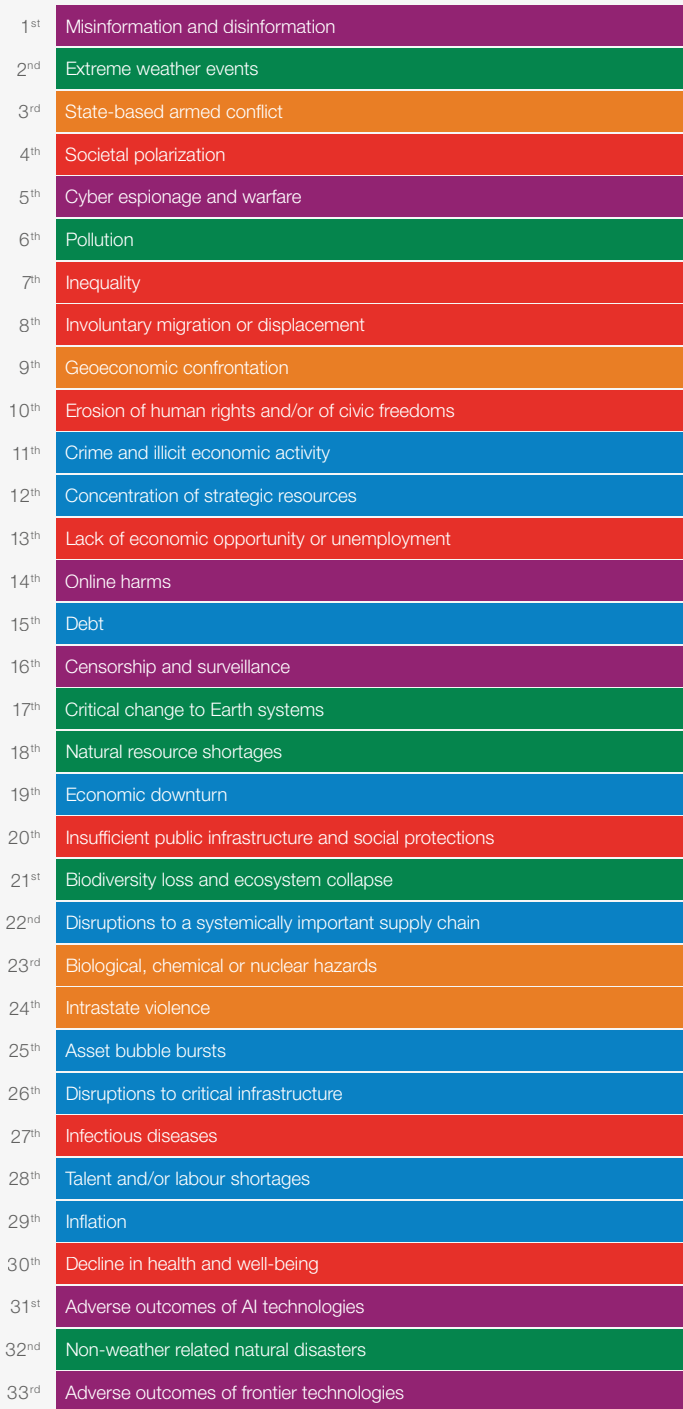 1st Misinformation and disinformation
2nd Extreme weather events
3rd State-based armed conflict
4th Societal polarization
5th Cyber espionage and warfare
6th Pollution
7th Inequality
8th Involuntary migration or displacement
9th Geoeconomic confrontation
10th Erosion of human rights and/or of civic freedoms
11th Crime and illicit economic activity
12th Concentration of strategic resources
13th Lack of economic opportunity or unemployment
14th Online harms
15th Debt
16th Censorship and surveillance
17th Critical change to Earth systems
18th Natural resource shortages
19th Economic downturn
20th Insufficient public infrastructure and social protections
21st Biodiversity loss and ecosystem collapse
22nd Disruptions to a systemically important supply chain
23rd Biological, chemical or nuclear hazards
24th Intrastate violence
25th Asset bubble bursts
26th Disruptions to critical infrastructure
27th Infectious diseases
28th Talent and/or labour shortages
29th Inflation
30th Decline in health and well-being
31st Adverse outcomes of AI technologies
32nd Non-weather related natural disasters
33rd Adverse outcomes of frontier technologies